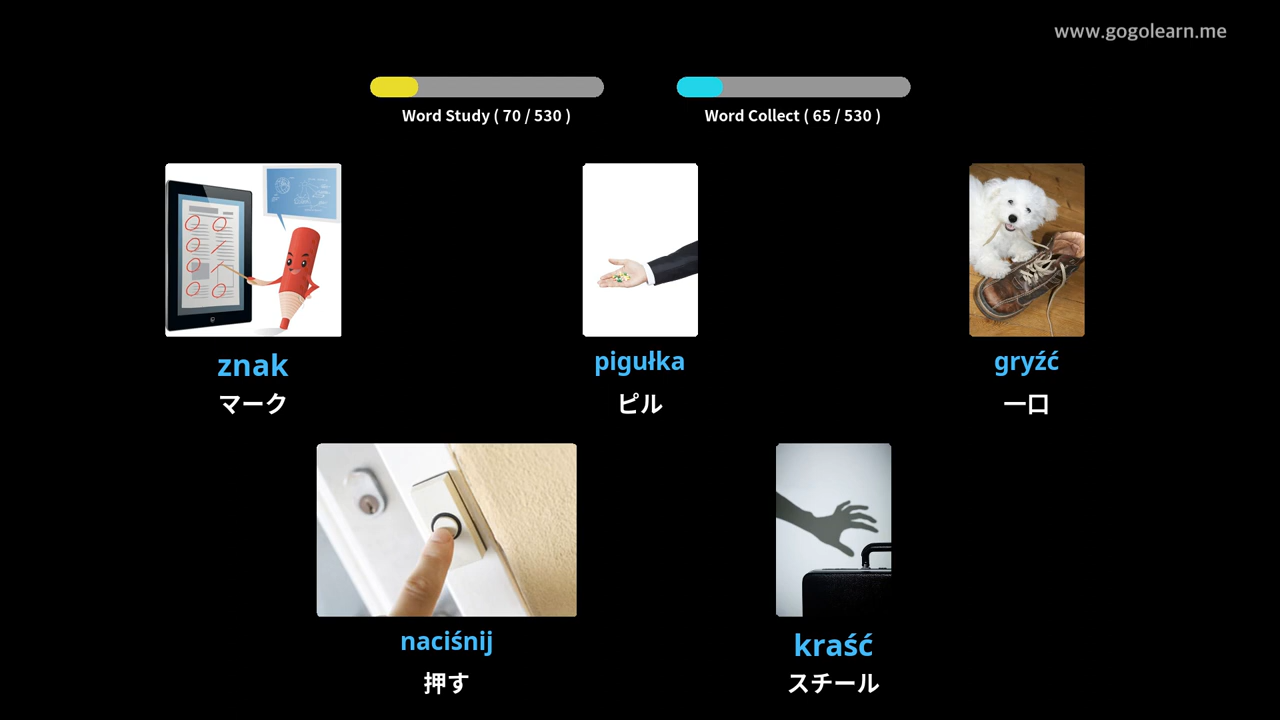 www.gogolearn.me
Word Study ( 70 / 530 )
Word Collect ( 65 / 530 )
znak
マーク
pigułka
ピル
gryźć
一口
naciśnij
押す
kraść
スチール